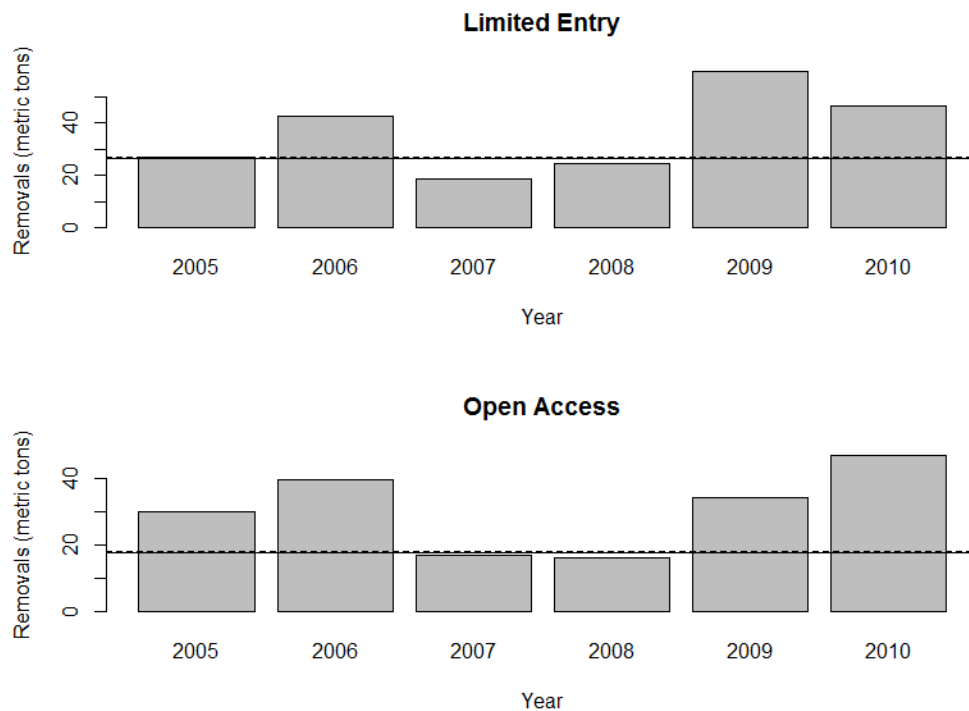 Limited Entry
Removals (metric tons)
40
20
0
2005 2006 2007 2008 2009 2010
Year
Open Access
Removals (metric tons)
40
20
0
2005 2006 2007 2008 2009 2010
Year